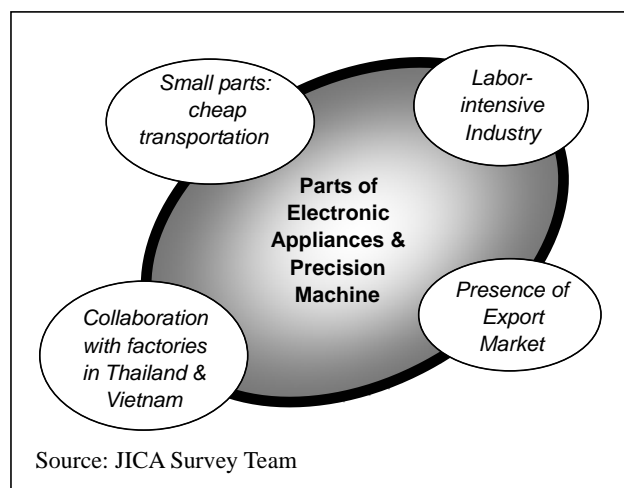 Small parts:
cheap
transportation
Labor-
intensive
Industry
Parts of
Electronic
Appliances &
Precision
Machine
Collaboration
with factories
in Thailand &
Vietnam
Presence of
Export
Market
Source: JICA Survey Team